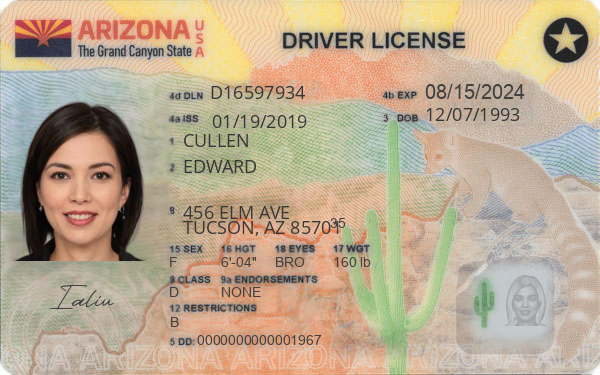 ARIZONA USA
The Grand Canyon State
DRIVER LICENSE
4d DLN D16597934
4b EXP 08/15/2024
4a ISS 01/19/2019
3 DOB 12/07/1993
1 CULLEN
2 EDWARD
8 456 ELM AVE
TUCSON, AZ 85701
15 SEX 16 HGT 18 EYES 17 WGT
F 6'-04" BRO 160 lb
9 CLASS 9a ENDORSEMENTS
D NONE
12 RESTRICTIONS
B
5 DD: 0000000000001967
ARIZONA ARIZONA ARIZONA ARIZONA